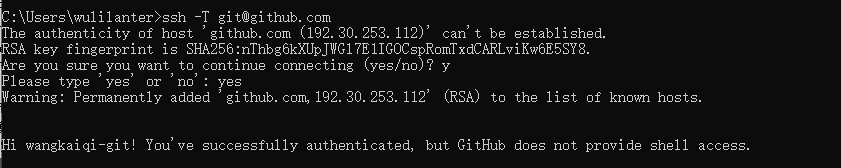 C:\Users\wulilanter>ssh -T git@github.com
The authenticity of host 'github.com (192.30.253.112)' can't be established.
RSA key fingerprint is SHA256:nThbg6kXUpJWGl7E1IGOCspRomTxdCARLviKw6E5SY8.
Are you sure you want to continue connecting (yes/no)? y
Please type 'yes' or 'no': yes
Warning: Permanently added 'github.com,192.30.253.112' (RSA) to the list of known hosts.
Hi wangkaiqi-git! You've successfully authenticated, but GitHub does not provide shell access.